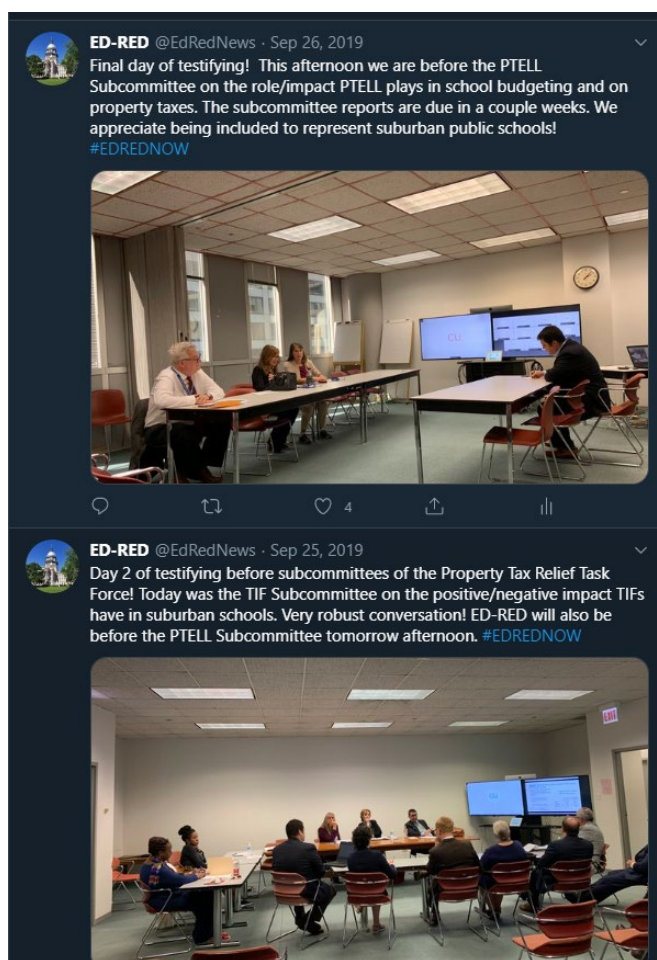 ED-RED @EdRedNews · Sep 26, 2019
Final day of testifying! This afternoon we are before the PTELL
Subcommittee on the role/impact PTELL plays in school budgeting and on
property taxes. The subcommittee reports are due in a couple weeks. We
appreciate being included to represent suburban public schools!
#EDREDNOW
CU
4
ED-RED @EdRedNews · Sep 25, 2019
Day 2 of testifying before subcommittees of the Property Tax Relief Task
Force! Today was the TIF Subcommittee on the positive/negative impact TIFs
have in suburban schools. Very robust conversation! ED-RED will also be
before the PTELL Subcommittee tomorrow afternoon. #EDREDNOW
EXIT
CU